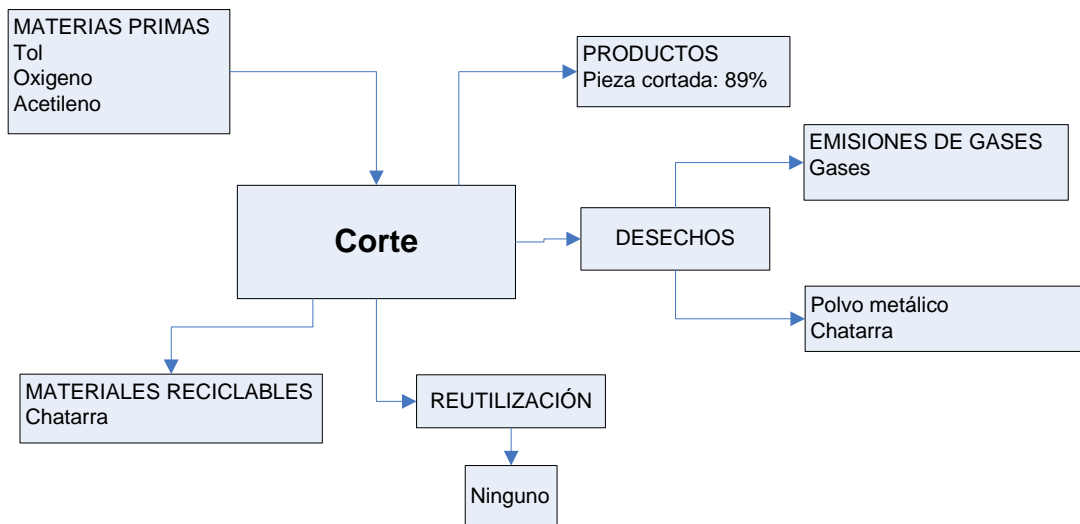 MATERIAS PRIMAS
Tol
Oxigeno
Acetileno
PRODUCTOS
Pieza cortada: 89%
EMISIONES DE GASES
Gases
Corte
DESECHOS
Polvo metálico
Chatarra
MATERIALES RECICLABLES
Chatarra
REUTILIZACIÓN
Ninguno